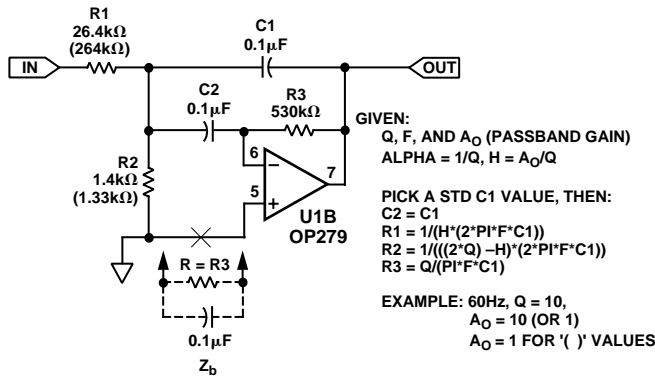 R1
26.4kΩ
(264kΩ)
IN
C1
0.1μF
OUT
C2
0.1μF
R3
530kΩ
R2
1.4kΩ
(1.33kΩ)
6
7
5
−
+
U1B
OP279
R = R3
0.1μF
Zb
GIVEN:
Q, F, AND AO (PASSBAND GAIN)
ALPHA = 1/Q, H = AO/Q
PICK A STD C1 VALUE, THEN:
C2 = C1
R1 = 1/(H*(2*PI*F*C1))
R2 = 1/(((2*Q) –H)*(2*PI*F*C1))
R3 = Q/(PI*F*C1)
EXAMPLE: 60Hz, Q = 10,
AO = 10 (OR 1)
AO = 1 FOR '( )' VALUES